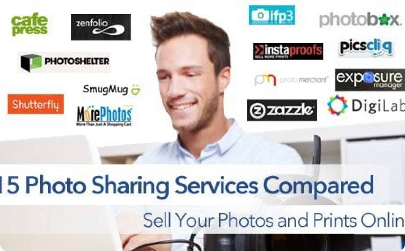 cafe
press
zenfolio
ifp3
photobox
PHOTOSHELTER
instaproofs
SELL MORE PRINTS
picscliq
Shutterfly
SmugMug
MorePhotos
More Than Just A Shopping Cart
photo merchant
exposure
manager
zazzle
DigiLab
15 Photo Sharing Services Compared
Sell Your Photos and Prints Onlin